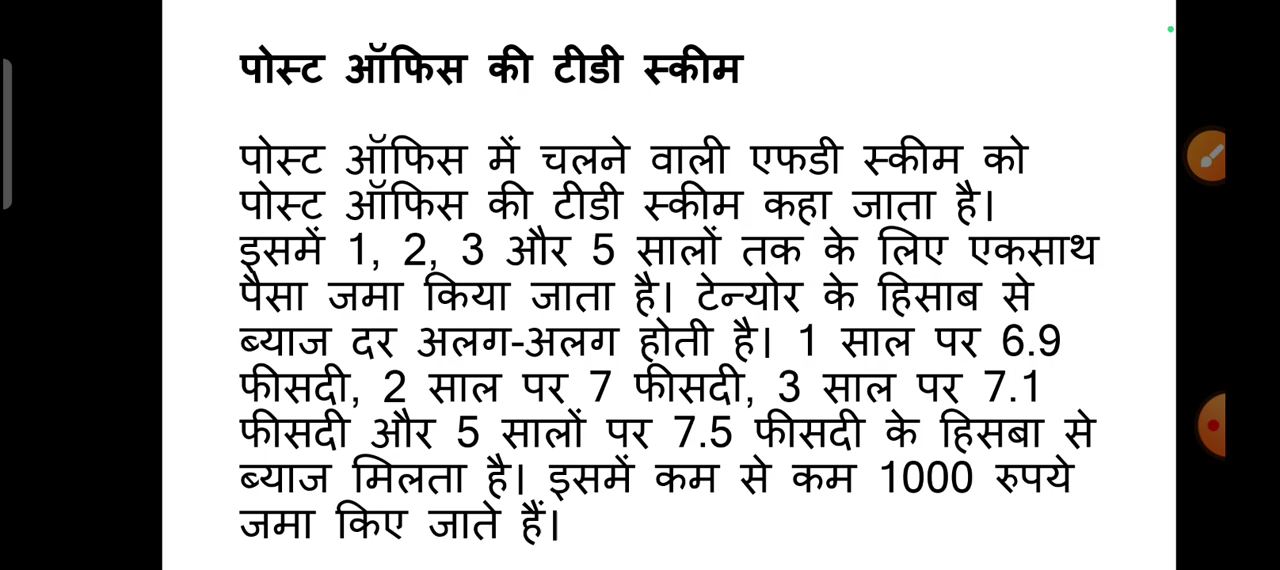 पोस्ट ऑफिस की टीडी स्कीम
पोस्ट ऑफिस में चलने वाली एफडी स्कीम को
पोस्ट ऑफिस की टीडी स्कीम कहा जाता है।
इसमें 1, 2, 3 और 5 सालों तक के लिए एकसाथ
पैसा जमा किया जाता है। टेन्योर के हिसाब से
ब्याज दर अलग-अलग होती है। 1 साल पर 6.9
फीसदी, 2 साल पर 7 फीसदी, 3 साल पर 7.1
फीसदी और 5 सालों पर 7.5 फीसदी के हिसबा से
ब्याज मिलता है। इसमें कम से कम 1000 रुपये
जमा किए जाते हैं।